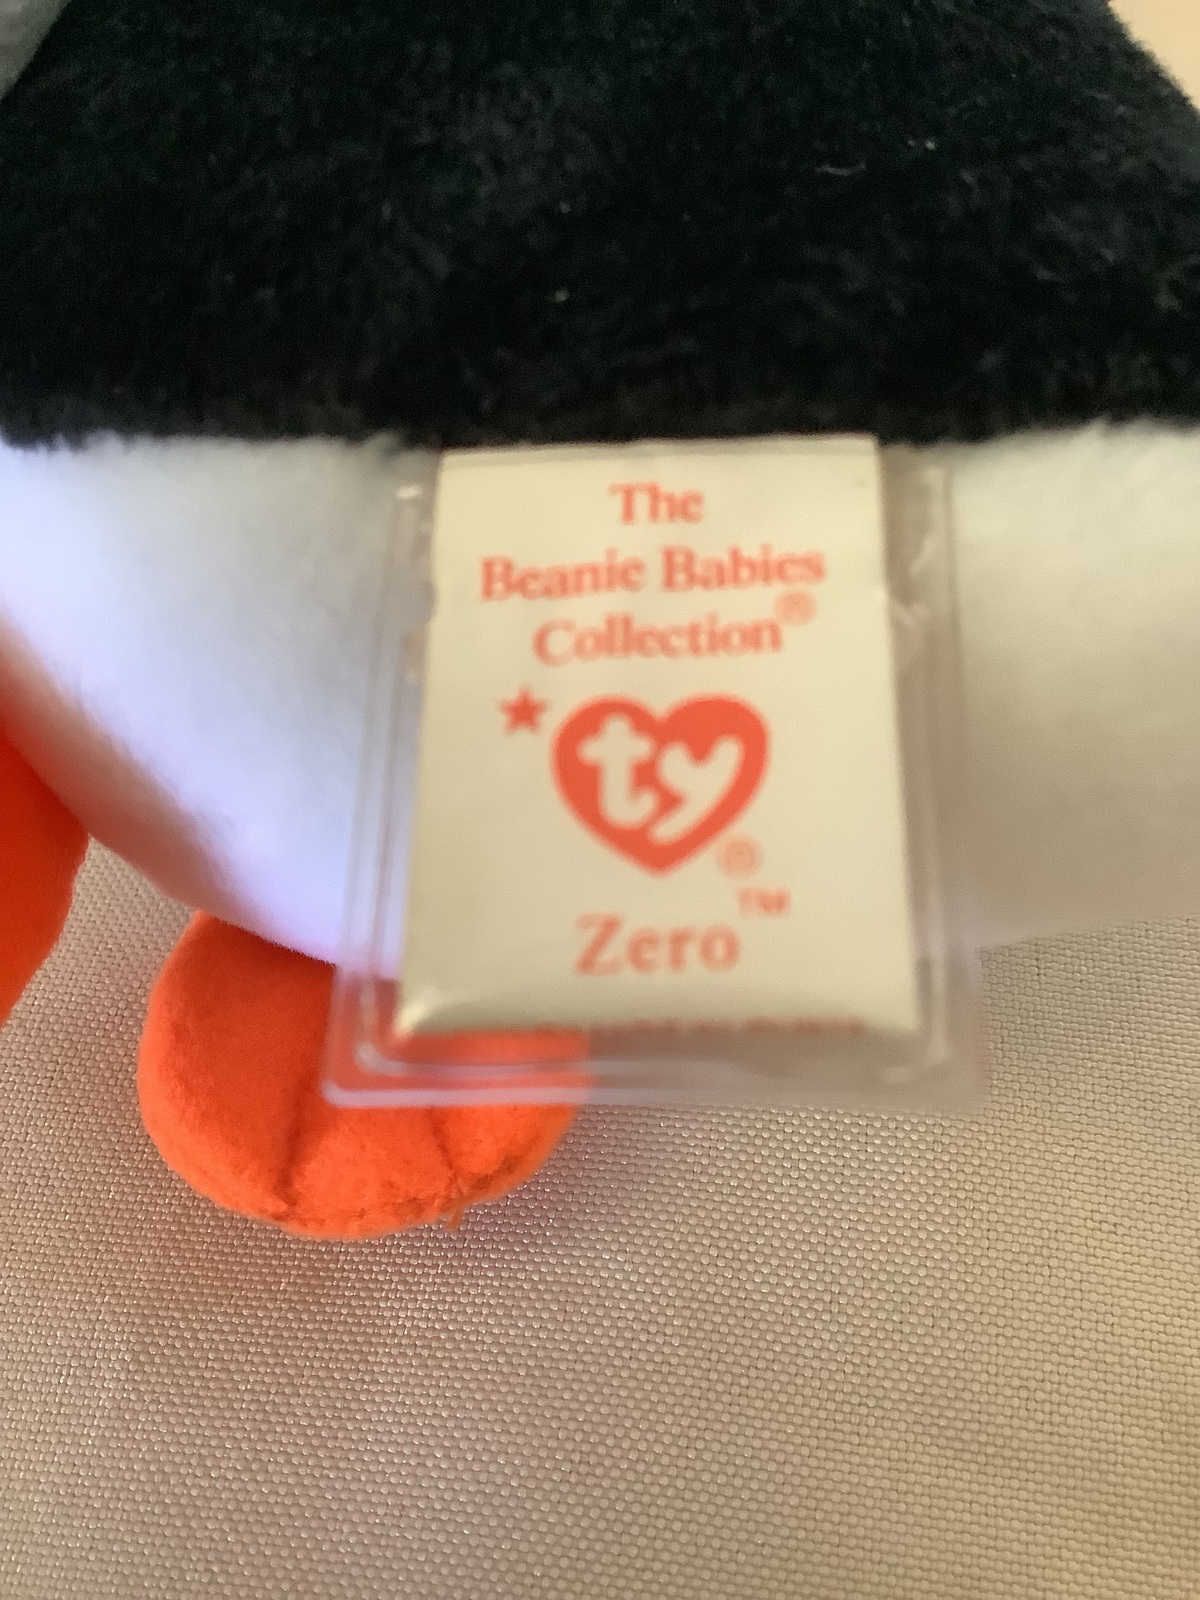 The
Beanie Babies
Collection®
ty®
Zero™